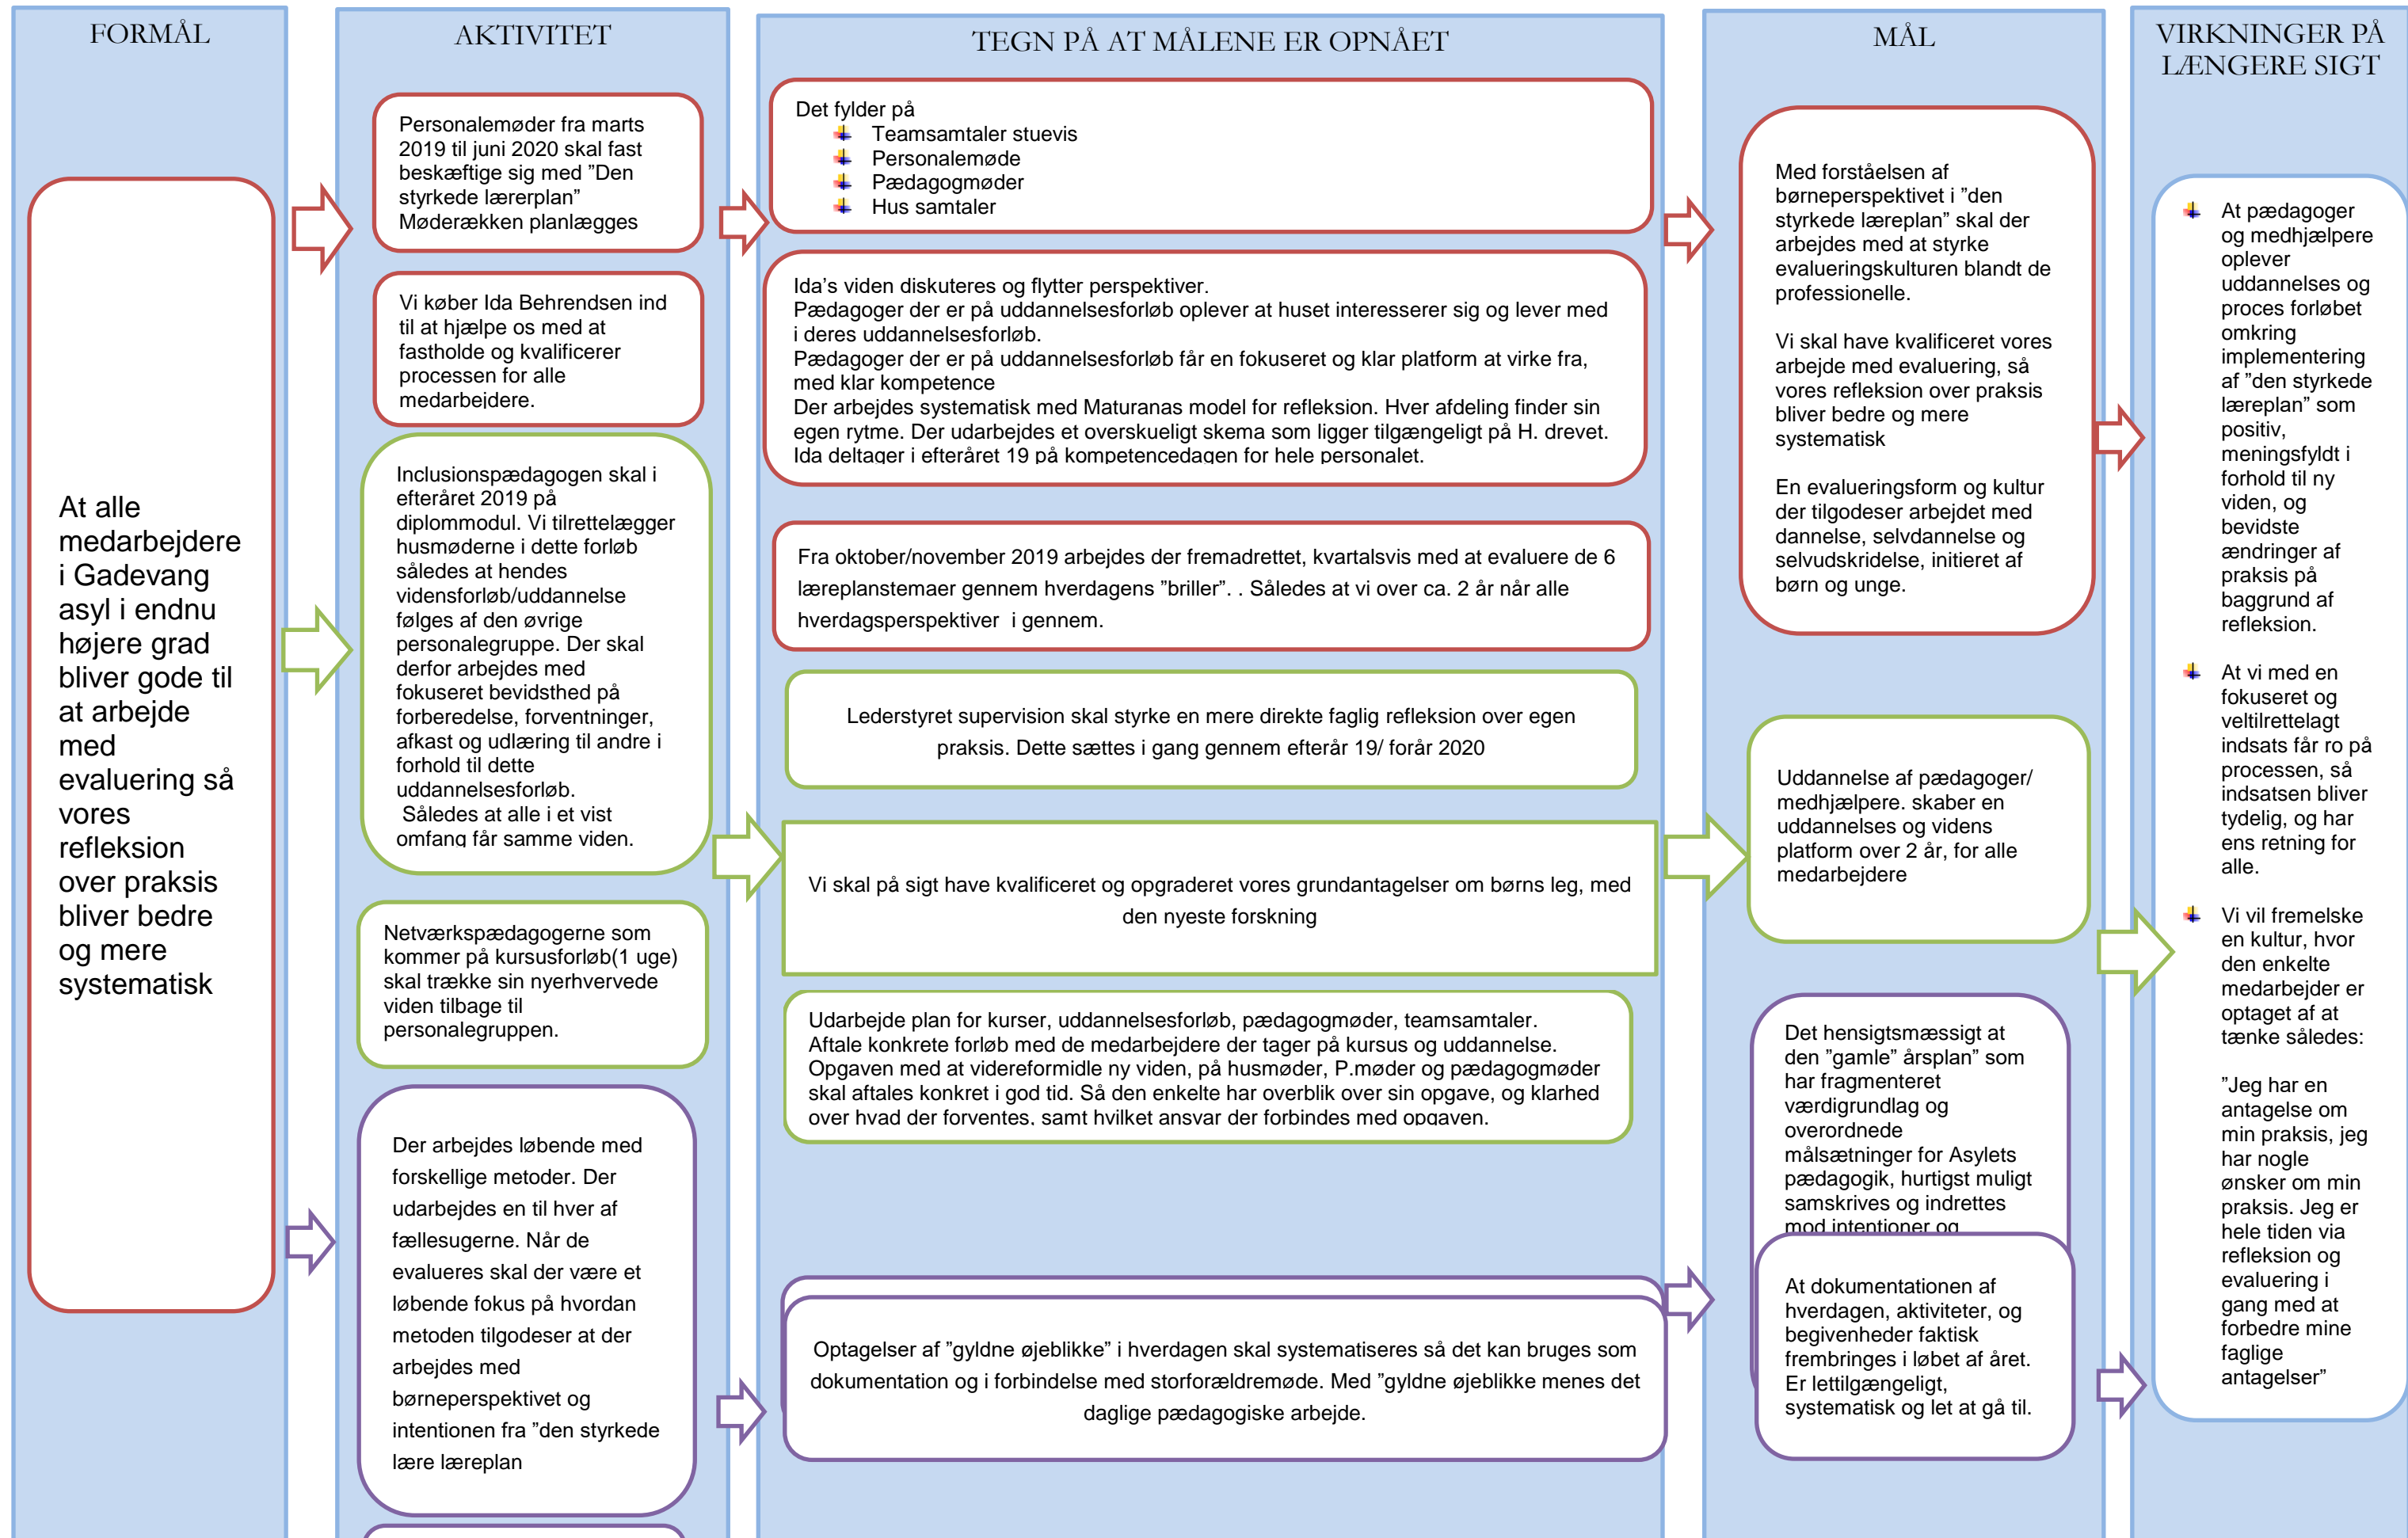 FORMÅL
At alle
medarbejdere
i Gadevang
asyl i endnu
højere grad
bliver gode til
at arbejde
med
evaluering så
vores
refleksion
over praksis
bliver bedre
og mere
systematisk
AKTIVITET
Personalemøder fra marts
2019 til juni 2020 skal fast
beskæftige sig med ”Den
styrkede lærerplan”
Møderækken planlægges
Vi køber Ida Behrendsen ind
til at hjælpe os med at
fastholde og kvalificerer
processen for alle
medarbejdere.
Inclusionspædagogen skal i
efteråret 2019 på
diplommodul. Vi tilrettelægger
husmøderne i dette forløb
således at hendes
vidensforløb/uddannelse
følges af den øvrige
personalegruppe. Der skal
derfor arbejdes med
fokuseret bevidsthed på
forberedelse, forventninger,
afkast og udlæring til andre i
forhold til dette
uddannelsesforløb.
Således at alle i et vist
omfang får samme viden.
Netværkspædagogerne som
kommer på kursusforløb(1 uge)
skal trække sin nyerhvervede
viden tilbage til
personalegruppen.
Der arbejdes løbende med
forskellige metoder. Der
udarbejdes en til hver af
fællesugerne. Når de
evalueres skal der være et
løbende fokus på hvordan
metoden tilgodeser at der
arbejdes med
børneperspektivet og
intentionen fra ”den styrkede
lære læreplan
TEGN PÅ AT MÅLENE ER OPNÅET
Det fylder på
Teamsamtaler stuevis
Personalemøde
Pædagogmøder
Hus samtaler
Ida’s viden diskuteres og flytter perspektiver.
Pædagoger der er på uddannelsesforløb oplever at huset interesserer sig og lever med
i deres uddannelsesforløb.
Pædagoger der er på uddannelsesforløb får en fokuseret og klar platform at virke fra,
med klar kompetence
Der arbejdes systematisk med Maturanas model for refleksion. Hver afdeling finder sin
egen rytme. Der udarbejdes et overskueligt skema som ligger tilgængeligt på H. drevet.
Ida deltager i efteråret 19 på kompetencedagen for hele personalet.
Fra oktober/november 2019 arbejdes der fremadrettet, kvartalsvis med at evaluere de 6
læreplanstemaer gennem hverdagens ”briller”. . Således at vi over ca. 2 år når alle
hverdagsperspektiver i gennem.
Lederstyret supervision skal styrke en mere direkte faglig refleksion over egen
praksis. Dette sættes i gang gennem efterår 19/ forår 2020
Vi skal på sigt have kvalificeret og opgraderet vores grundantagelser om børns leg, med
den nyeste forskning
Udarbejde plan for kurser, uddannelsesforløb, pædagogmøder, teamsamtaler.
Aftale konkrete forløb med de medarbejdere der tager på kursus og uddannelse.
Opgaven med at videreformidle ny viden, på husmøder, P.møder og pædagogmøder
skal aftales konkret i god tid. Så den enkelte har overblik over sin opgave, og klarhed
over hvad der forventes, samt hvilket ansvar der forbindes med opgaven.
Optagelser af ”gyldne øjeblikke” i hverdagen skal systematiseres så det kan bruges som
dokumentation og i forbindelse med storforældremøde. Med ”gyldne øjeblikke menes det
daglige pædagogiske arbejde.
MÅL
Med forståelsen af
børneperspektivet i ”den
styrkede læreplan” skal der
arbejdes med at styrke
evalueringskulturen blandt de
professionelle.
Vi skal have kvalificeret vores
arbejde med evaluering, så
vores refleksion over praksis
bliver bedre og mere
systematisk
En evalueringsform og kultur
der tilgodeser arbejdet med
dannelse, selvdannelse og
selvudskridelse, initieret af
børn og unge.
Uddannelse af pædagoger/
medhjælpere. skaber en
uddannelses og videns
platform over 2 år, for alle
medarbejdere
Det hensigtsmæssigt at
den ”gamle” årsplan” som
har fragmenteret
værdigrundlag og
overordnede
målsætninger for Asylets
pædagogik, hurtigst muligt
samskrives og indrettes
mod intentioner og
At dokumentationen af
hverdagen, aktiviteter, og
begivenheder faktisk
frembringes i løbet af året.
Er lettilgængeligt,
systematisk og let at gå til.
VIRKNINGER PÅ
LÆNGERE SIGT
At pædagoger
og medhjælpere
oplever
uddannelses og
proces forløbet
omkring
implementering
af ”den styrkede
læreplan” som
positiv,
meningsfyldt i
forhold til ny
viden, og
bevidste
ændringer af
praksis på
baggrund af
refleksion.
At vi med en
fokuseret og
veltilrettelagt
indsats får ro på
processen, så
indsatsen bliver
tydelig, og har
ens retning for
alle.
Vi vil fremelske
en kultur, hvor
den enkelte
medarbejder er
optaget af at
tænke således:
”Jeg har en
antagelse om
min praksis, jeg
har nogle
ønsker om min
praksis. Jeg er
hele tiden via
refleksion og
evaluering i
gang med at
forbedre mine
faglige
antagelser”